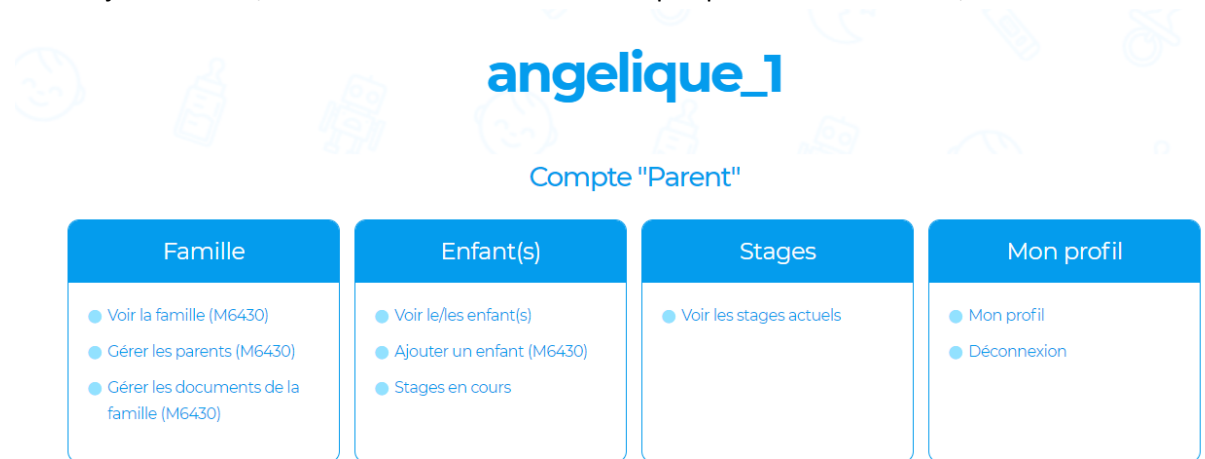 angelique_1
Compte "Parent"
Famille
Voir la famille (M6430)
Gérer les parents (M6430)
Gérer les documents de la
famille (M6430)
Enfant(s)
Voir le/les enfant(s)
Ajouter un enfant (M6430)
Stages en cours
Stages
Voir les stages actuels
Mon profil
Mon profil
Déconnexion